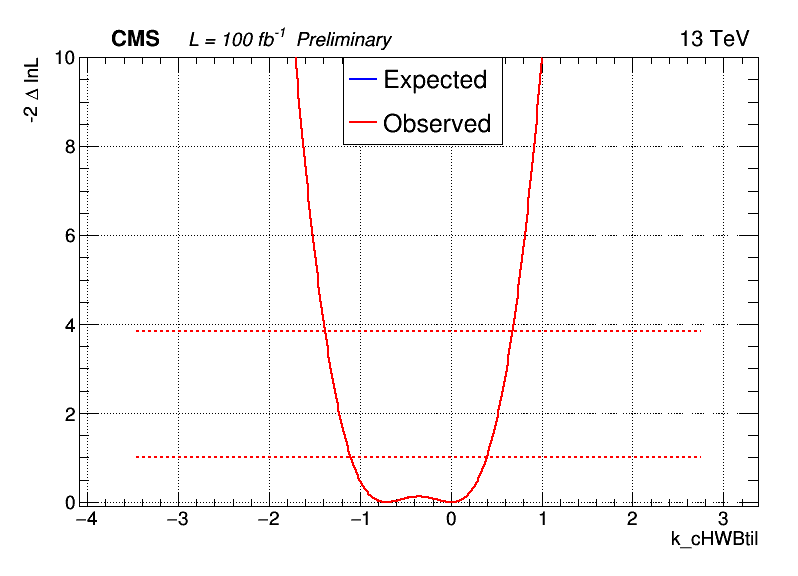 CMS L = 100 fb⁻¹ Preliminary 13 TeV
-2 Δ lnL
10
8
6
4
2
0
Expected
Observed
−4 −3 −2 −1 0 1 2 3
k_cHWBtil